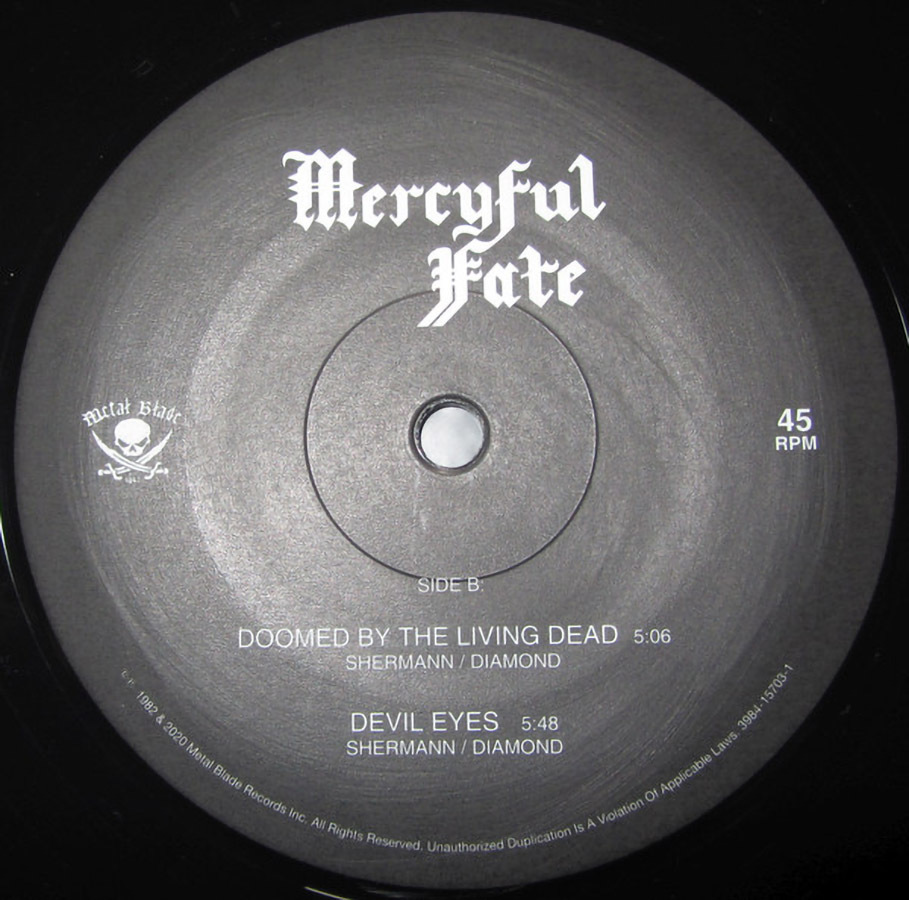 Mercyful
Fate
Metal Blade
45
RPM
SIDE B:
DOOMED BY THE LIVING DEAD 5:06
SHERMANN / DIAMOND
DEVIL EYES 5:48
SHERMANN / DIAMOND
1982 & 2020 Metal Blade Records Inc. All Rights Reserved. Unauthorized Duplication Is A Violation Of Applicable Laws. 3984-15703-1